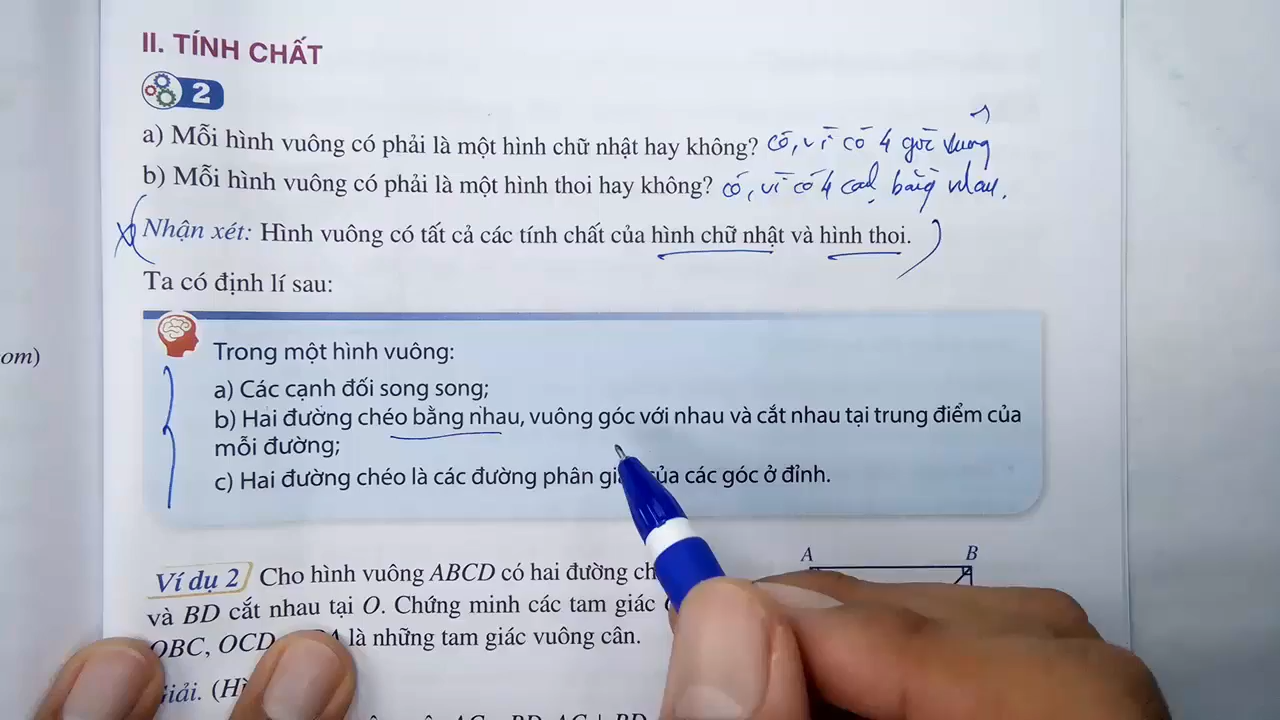 II. TÍNH CHẤT
2
a) Mỗi hình vuông có phải là một hình chữ nhật hay không? có, vì có 4 góc vuông
b) Mỗi hình vuông có phải là một hình thoi hay không? có, vì có 4 cạnh bằng nhau.
Nhận xét: Hình vuông có tất cả các tính chất của hình chữ nhật và hình thoi.
Ta có định lí sau:
om)
Trong một hình vuông:
a) Các cạnh đối song song;
b) Hai đường chéo bằng nhau, vuông góc với nhau và cắt nhau tại trung điểm của
mỗi đường;
c) Hai đường chéo là các đường phân của các góc ở đỉnh.
A B
Ví dụ 2 Cho hình vuông ABCD có hai đường
và BD cắt nhau tại O. Chứng minh các tam giác
OBC, OCD là những tam giác vuông cân.
Giải. (H